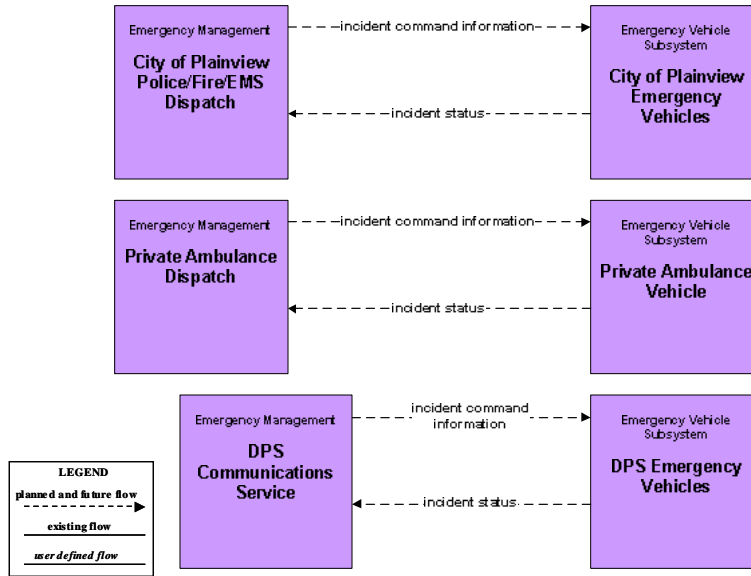 Emergency Management
City of Plainview
Police/Fire/EMS
Dispatch
incident command information
incident status
Emergency Vehicle
Subsystem
City of Plainview
Emergency
Vehicles
Emergency Management
Private Ambulance
Dispatch
incident command information
incident status
Emergency Vehicle
Subsystem
Private Ambulance
Vehicle
Emergency Management
DPS
Communications
Service
incident command
information
incident status
Emergency Vehicle
Subsystem
DPS Emergency
Vehicles
LEGEND
planned and future flow
existing flow
user defined flow